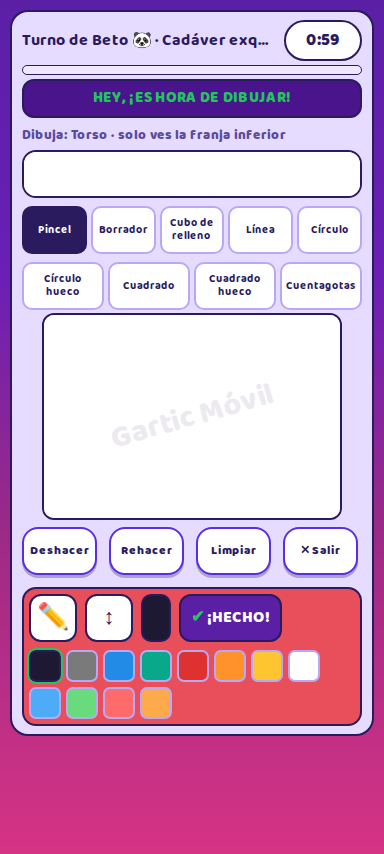 Turno de Beto 🐼 · Cadáver exq...
0:59
HEY, ¡ES HORA DE DIBUJAR!
Dibuja: Torso · solo ves la franja inferior
Pincel
Borrador
Cubo de
relleno
Línea
Círculo
Círculo
hueco
Cuadrado
Cuadrado
hueco
Cuentagotas
Gartic Móvil
Deshacer
Rehacer
Limpiar
✕ Salir
✏️
↕
✔ ¡HECHO!